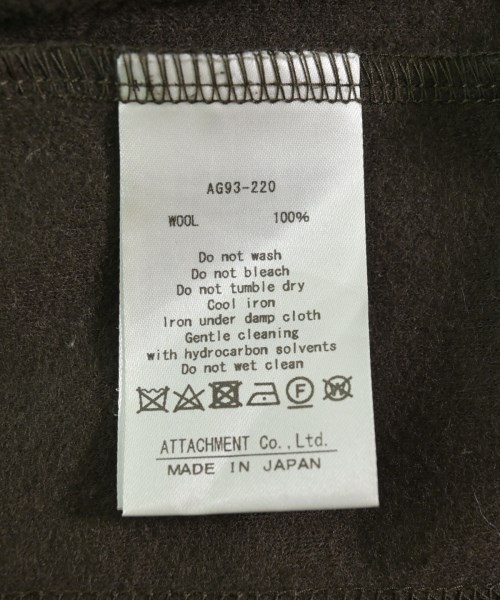 AG93-220
WOOL 100%
Do not wash
Do not bleach
Do not tumble dry
Cool iron
Iron under damp cloth
Gentle cleaning
with hydrocarbon solvents
Do not wet clean
F W
ATTACHMENT Co.,Ltd.
MADE IN JAPAN